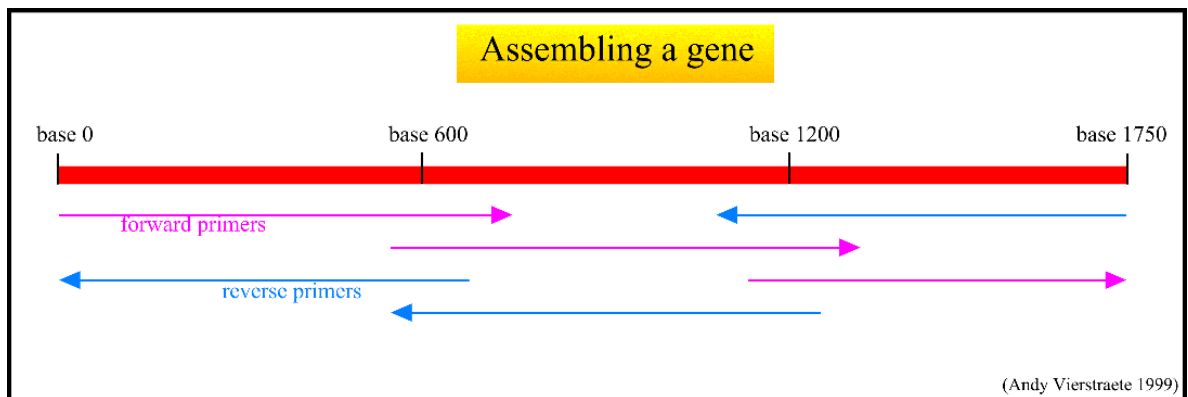 Assembling a gene
base 0 base 600 base 1200 base 1750
forward primers
reverse primers
(Andy Vierstraete 1999)